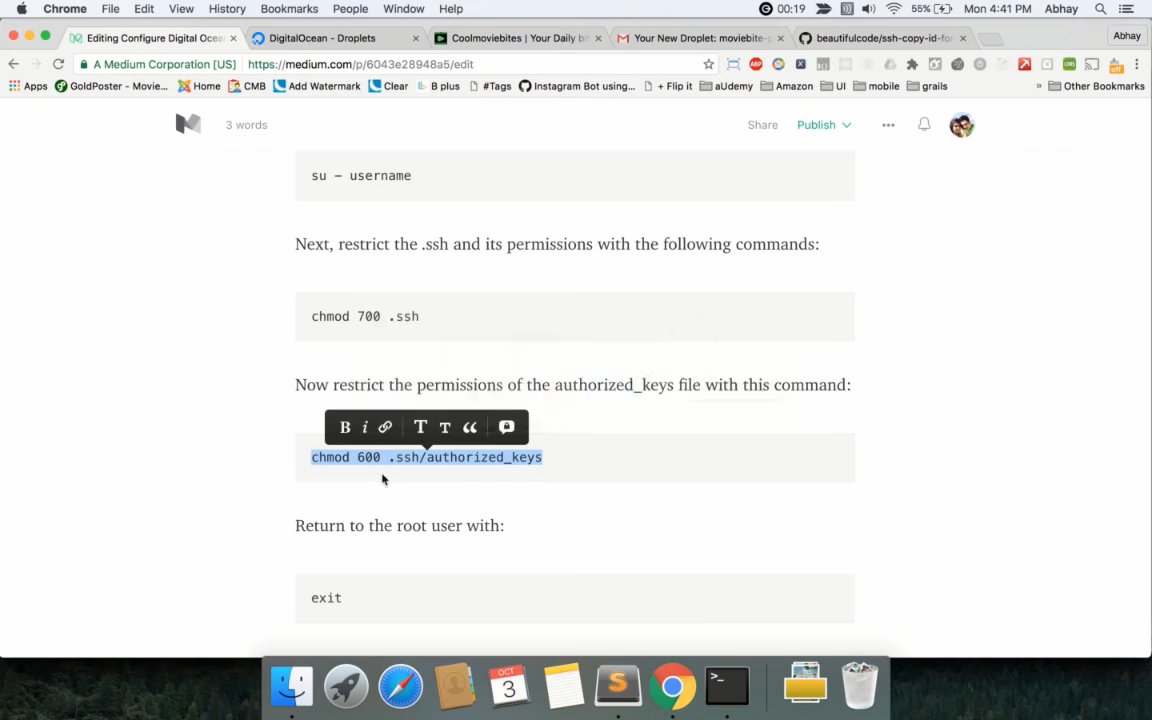 Chrome File Edit View History Bookmarks People Window Help 00:19 55% Mon 4:41 PM Abhay
Editing Configure Digital Ocea × DigitalOcean - Droplets × Coolmoviebites | Your Daily bi × Your New Droplet: moviebite-p × beautifulcode/ssh-copy-id-for × Abhay
A Medium Corporation [US] https://medium.com/p/6043e28948a5/edit
Apps GoldPoster - Movie... Home CMB Add Watermark Clear B plus #Tags Instagram Bot using... + Flip it aUdemy Amazon UI mobile grails » Other Bookmarks
3 words Share Publish
su – username
Next, restrict the .ssh and its permissions with the following commands:
chmod 700 .ssh
Now restrict the permissions of the authorized_keys file with this command:
B i T T
chmod 600 .ssh/authorized_keys
Return to the root user with:
exit
OCT
3